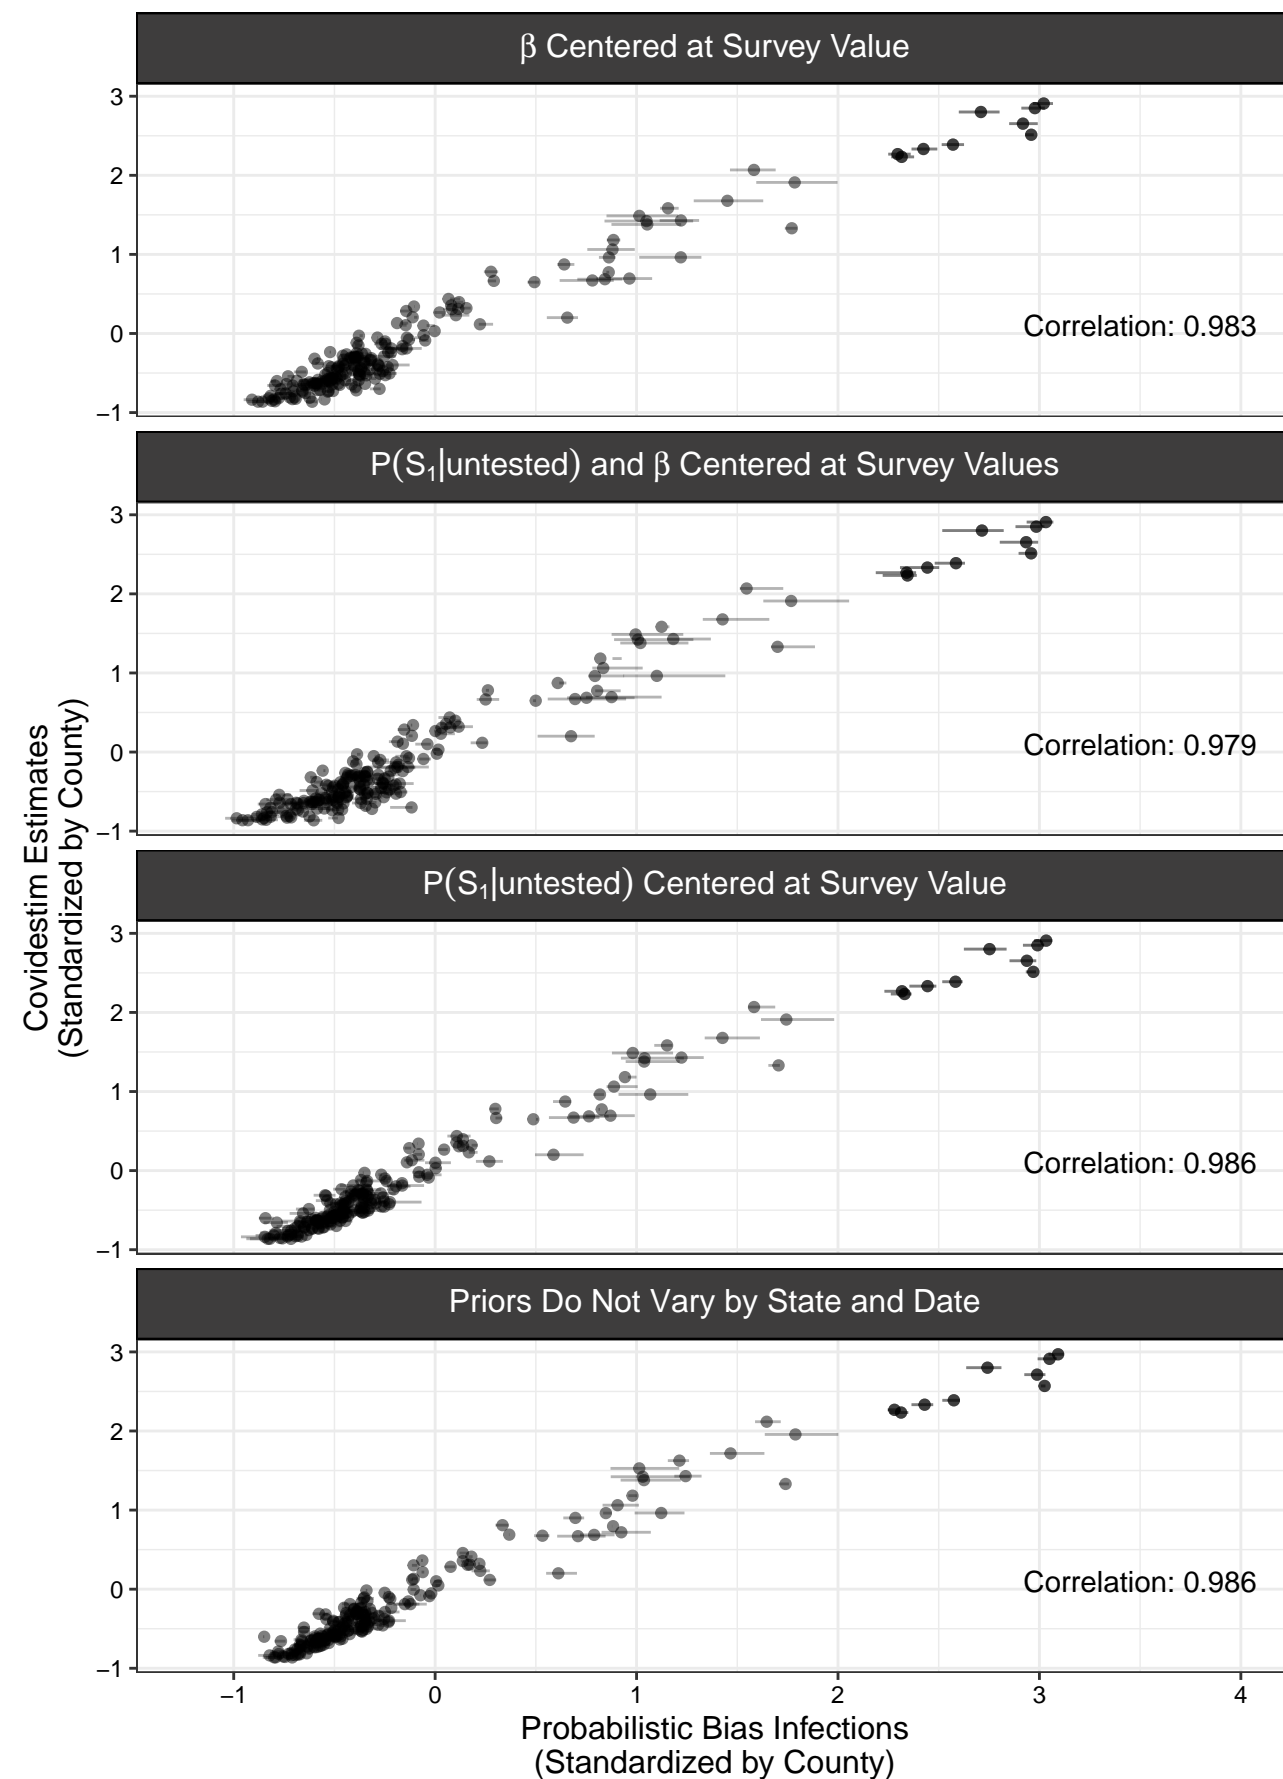 β Centered at Survey Value
3
2
1
0
−1
Correlation: 0.983
P(S₁|untested) and β Centered at Survey Values
3
2
1
0
−1
Correlation: 0.979
P(S₁|untested) Centered at Survey Value
3
2
1
0
−1
Correlation: 0.986
Priors Do Not Vary by State and Date
3
2
1
0
−1
Correlation: 0.986
−1 0 1 2 3 4
Probabilistic Bias Infections
(Standardized by County)
Covidestim Estimates
(Standardized by County)